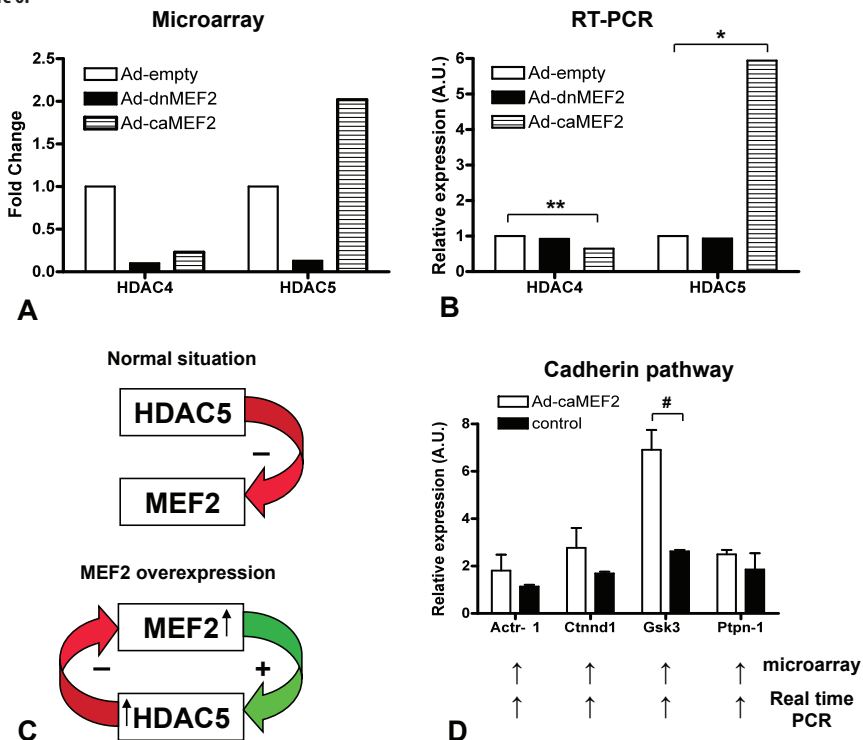 Microarray
2.5
2.0
1.5
1.0
0.5
0.0
Fold Change
Ad-empty
Ad-dnMEF2
Ad-caMEF2
HDAC4
HDAC5
A
RT-PCR
6
5
4
3
2
1
0
Relative expression (A.U.)
Ad-empty
Ad-dnMEF2
Ad-caMEF2
**
*
HDAC4
HDAC5
B
Normal situation
HDAC5
–
MEF2
MEF2 overexpression
MEF2↑
– +
↑HDAC5
C
Cadherin pathway
8
6
4
2
0
Relative expression (A.U.)
Ad-caMEF2
control
#
Actr- 1
Ctnnd1
Gsk3
Ptpn-1
↑ ↑ ↑ ↑ microarray
↑ ↑ ↑ ↑ Real time
PCR
D